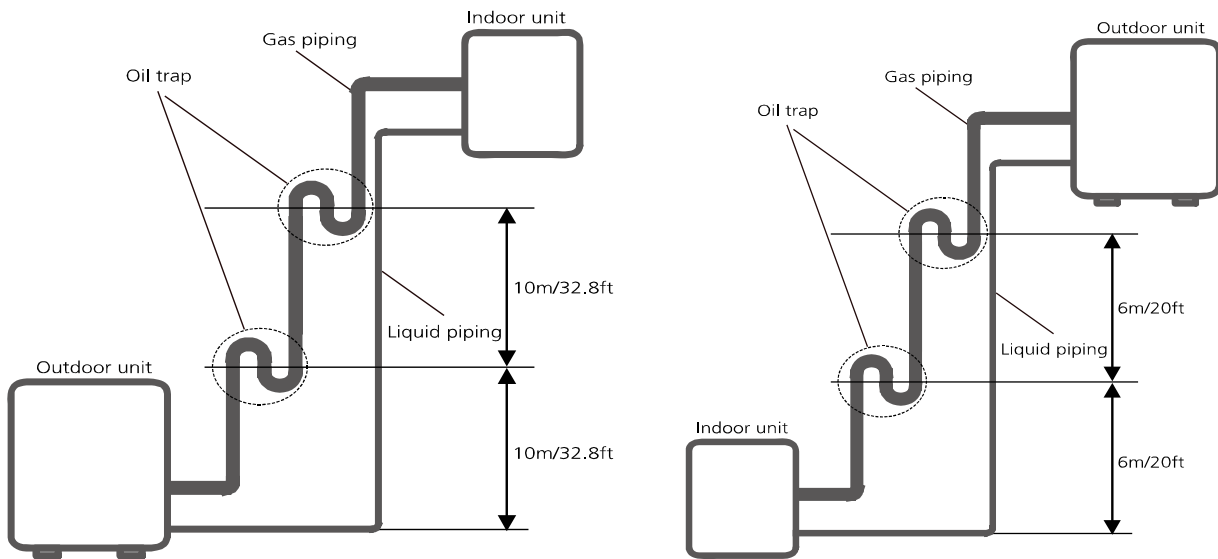 Indoor unit
Gas piping
Oil trap
10m/32.8ft
Liquid piping
Outdoor unit
10m/32.8ft
Outdoor unit
Gas piping
Oil trap
6m/20ft
Liquid piping
Indoor unit
6m/20ft